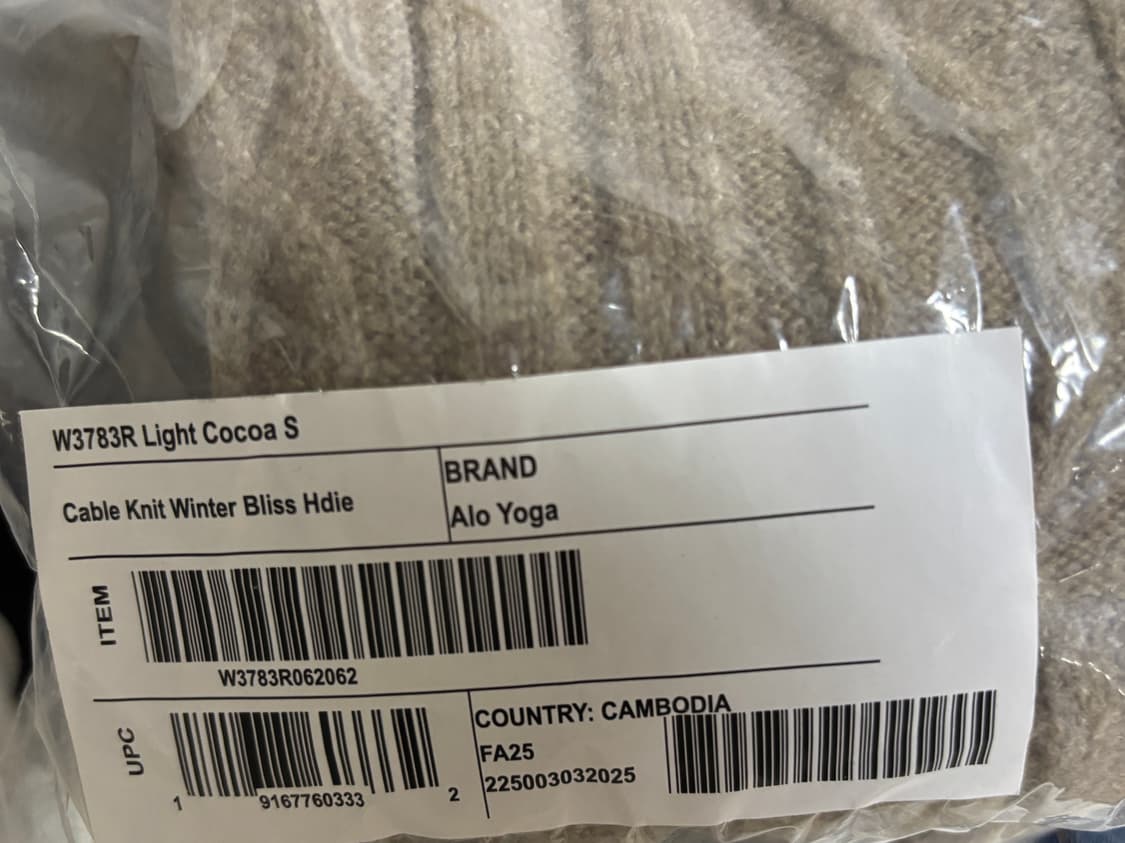 W3783R Light Cocoa S
Cable Knit Winter Bliss Hdie
BRAND
Alo Yoga
ITEM
W3783R062062
UPC
1 9167760333 2
COUNTRY: CAMBODIA
FA25
225003032025